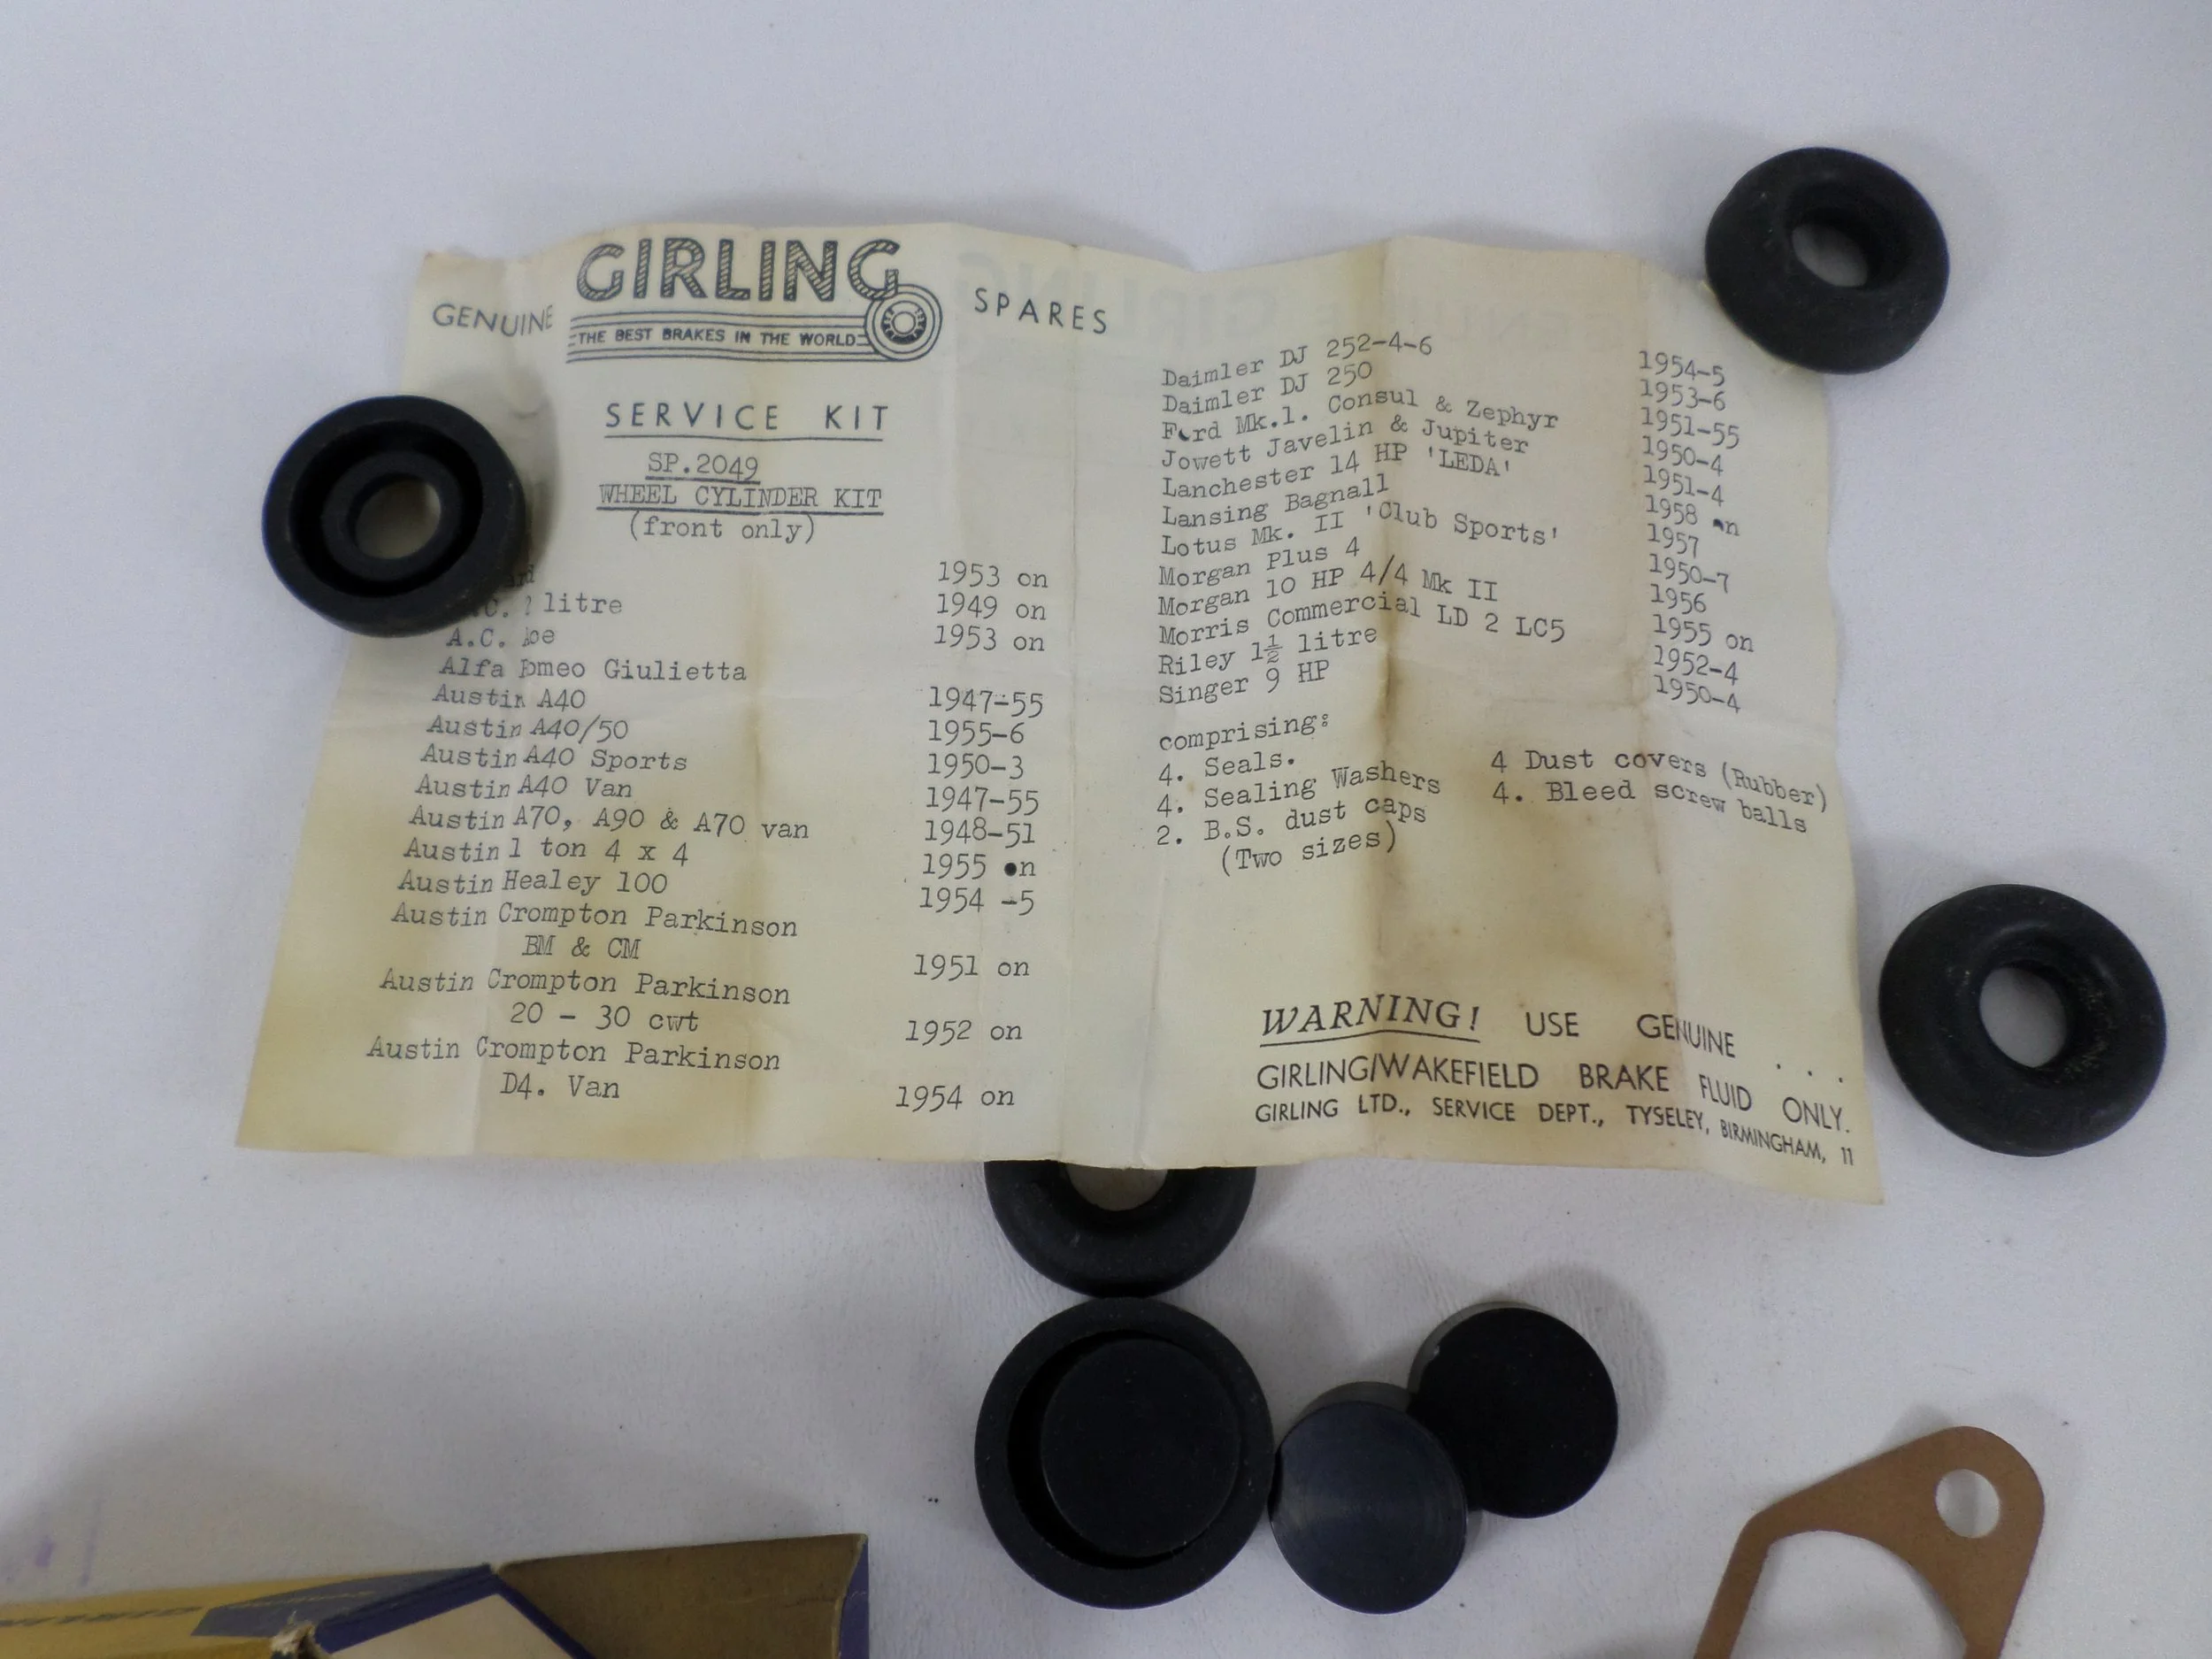 GENUINE GIRLING SPARES
THE BEST BRAKES IN THE WORLD
SERVICE KIT
SP.2049
WHEEL CYLINDER KIT
(front only)
1953 on
litre 1949 on
A.C. 1953 on
Alfa Giulietta
Austin A40 1947-55
Austin A40/50 1955-6
Austin A40 Sports 1950-3
Austin A40 Van 1947-55
Austin A70, A90 & A70 van 1948-51
Austin 1 ton 4 x 4 1955 on
Austin Healey 100 1954 -5
Austin Crompton Parkinson
BM & CM 1951 on
Austin Crompton Parkinson
20 - 30 cwt 1952 on
Austin Crompton Parkinson
D4. Van 1954 on
Daimler DJ 252-4-6 1954-5
Daimler DJ 250 1953-6
Ford Mk.1. Consul & Zephyr 1951-55
Jowett Javelin & Jupiter 1950-4
Lanchester 14 HP 'LEDA' 1951-4
Lansing Bagnall 1958 on
Lotus Mk. II 'Club Sports' 1957
Morgan Plus 4 1950-7
Morgan 10 HP 4/4 Mk II 1956
Morris Commercial LD 2 LC5 1955 on
Riley 1½ litre 1952-4
Singer 9 HP 1950-4
comprising:
4. Seals. 4 Dust covers (Rubber)
4. Sealing Washers 4. Bleed screw balls
2. B.S. dust caps
(Two sizes)
WARNING! USE GENUINE . . .
GIRLING/WAKEFIELD BRAKE FLUID ONLY.
GIRLING LTD., SERVICE DEPT., TYSELEY, BIRMINGHAM, 11